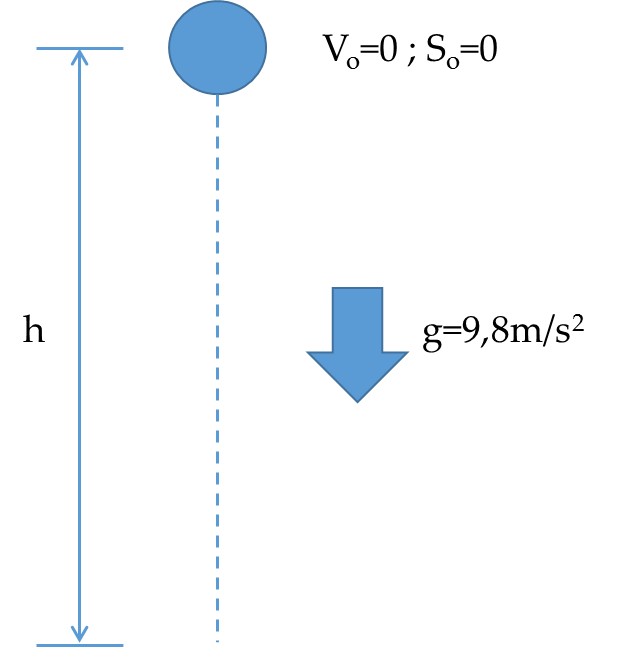 Vₒ=0 ; Sₒ=0
h
g=9,8m/s²